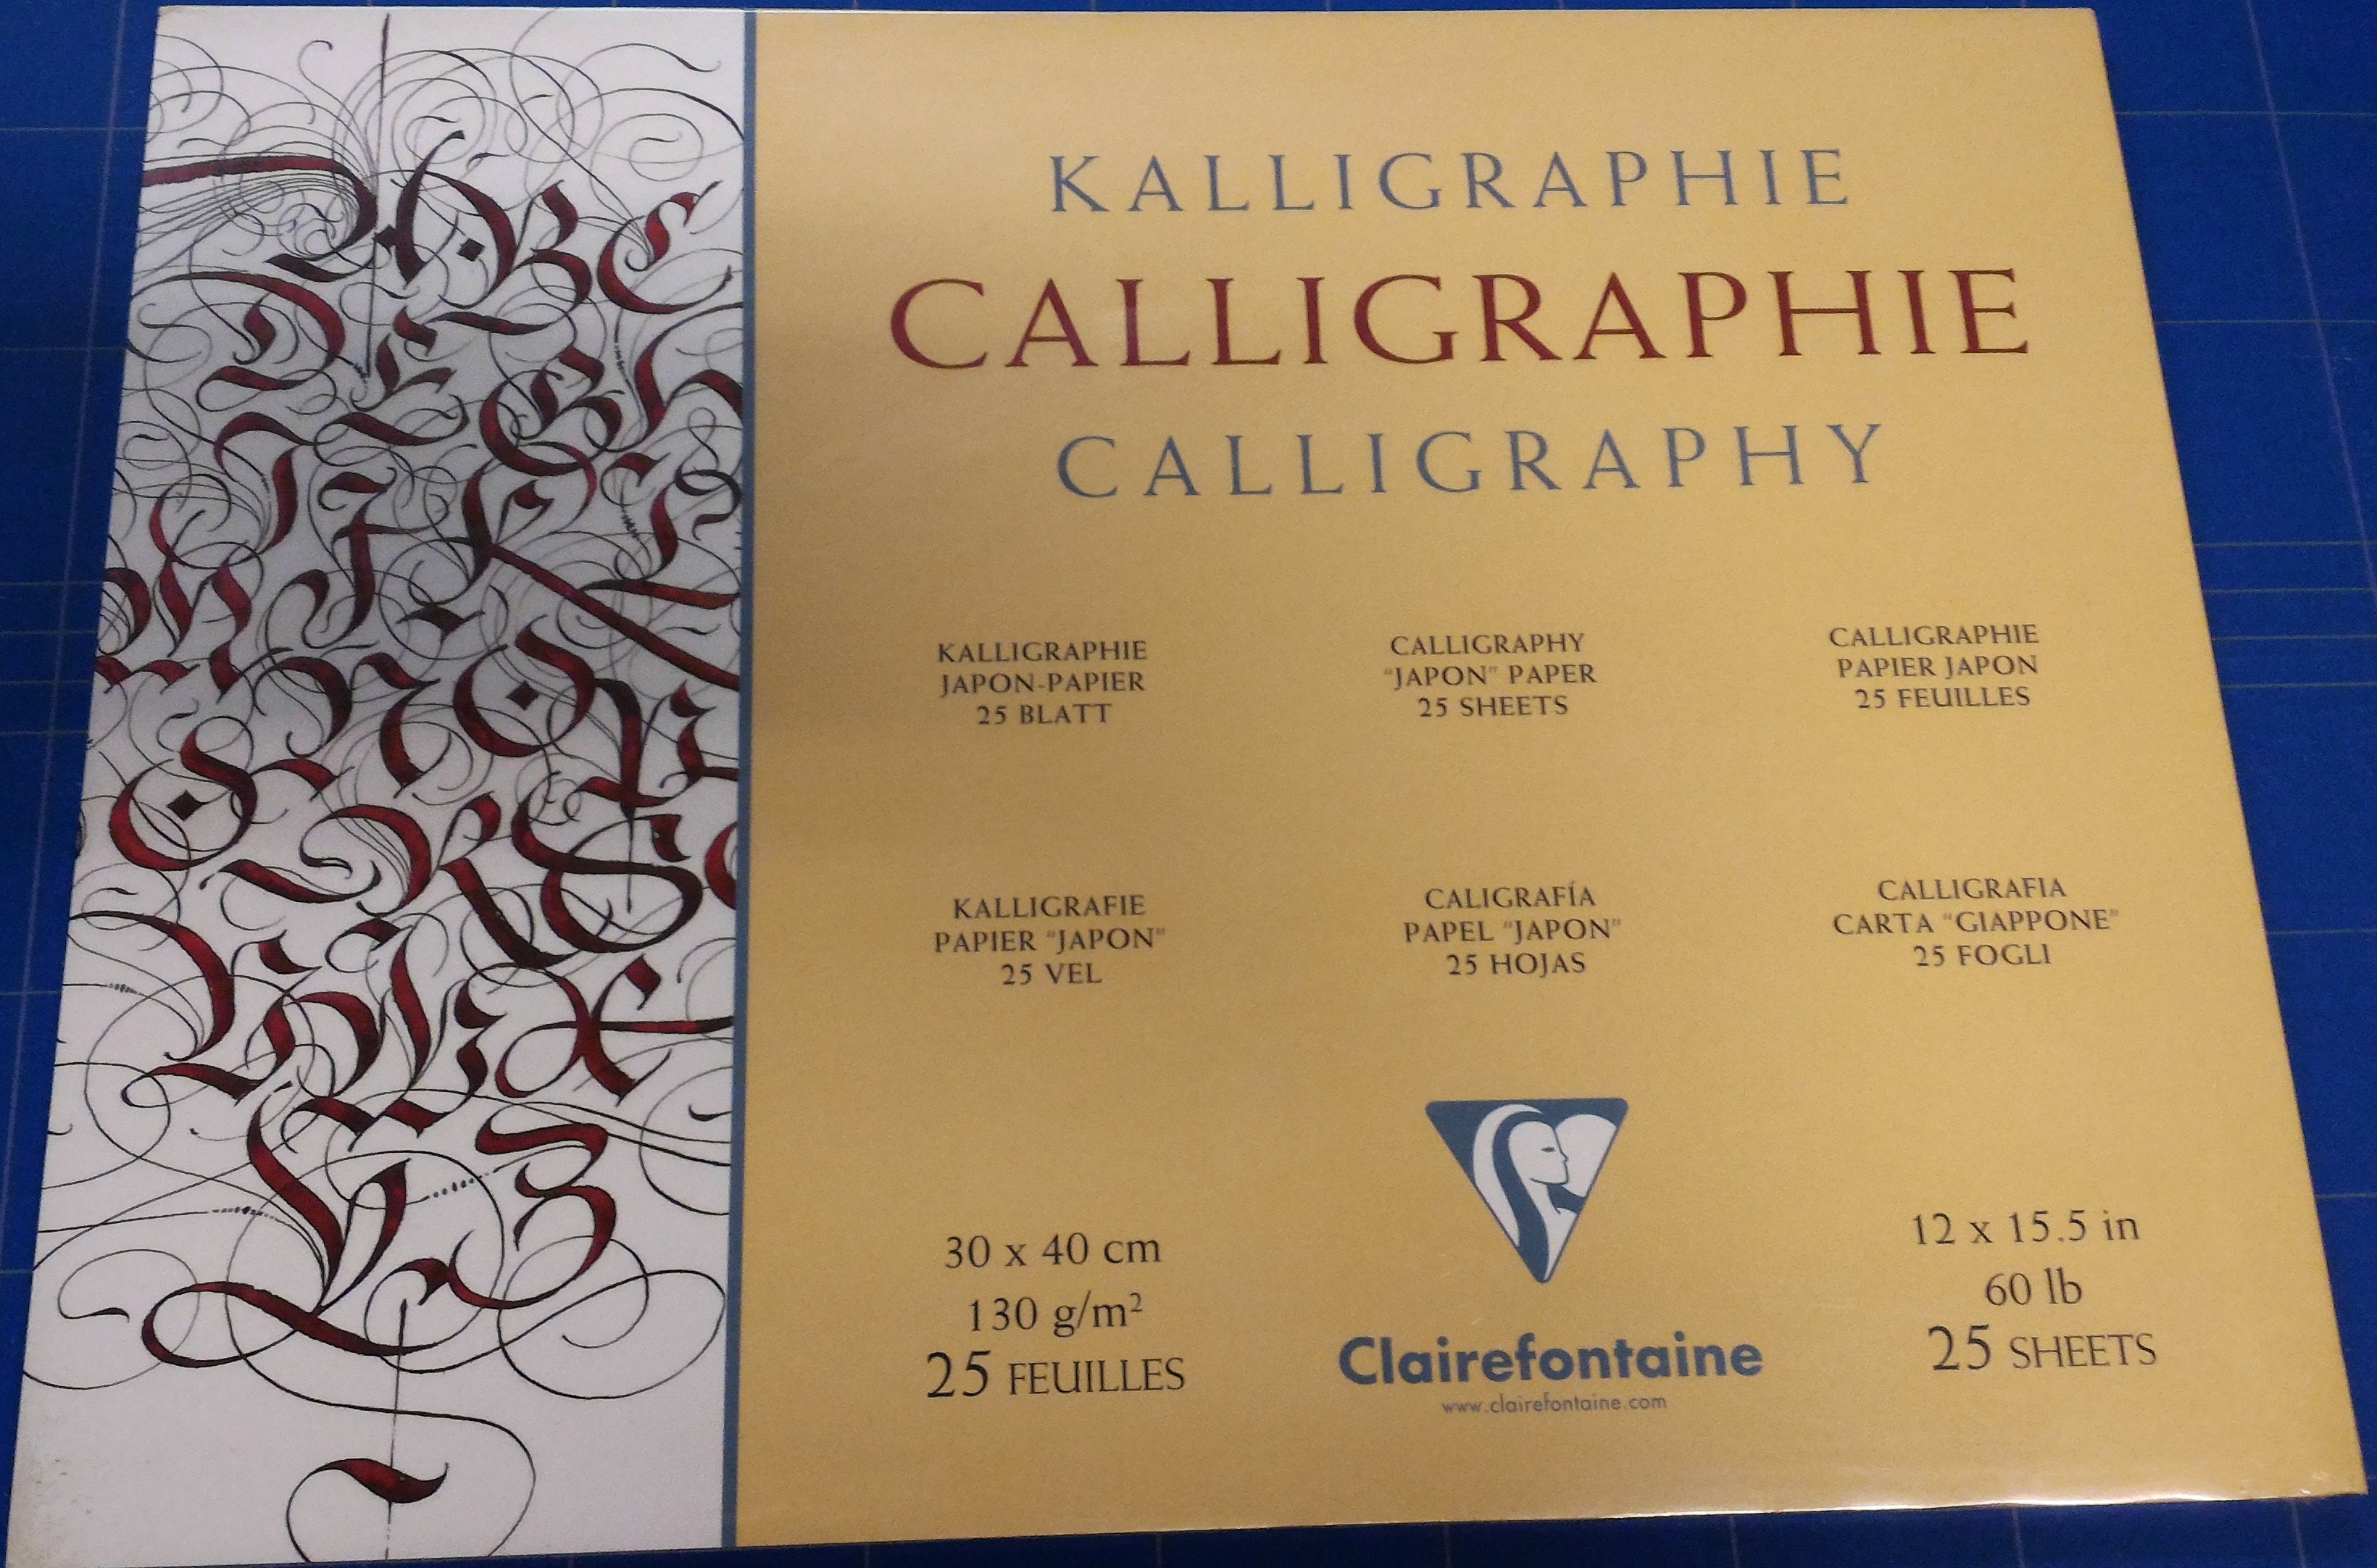 KALLIGRAPHIE
CALLIGRAPHIE
CALLIGRAPHY
KALLIGRAPHIE
JAPON-PAPIER
25 BLATT
CALLIGRAPHY
"JAPON" PAPER
25 SHEETS
CALLIGRAPHIE
PAPIER JAPON
25 FEUILLES
KALLIGRAFIE
PAPIER "JAPON"
25 VEL
CALIGRAFÍA
PAPEL "JAPON"
25 HOJAS
CALLIGRAFIA
CARTA "GIAPPONE"
25 FOGLI
30 x 40 cm
130 g/m²
25 FEUILLES
Clairefontaine
www.clairefontaine.com
12 x 15.5 in
60 lb
25 SHEETS